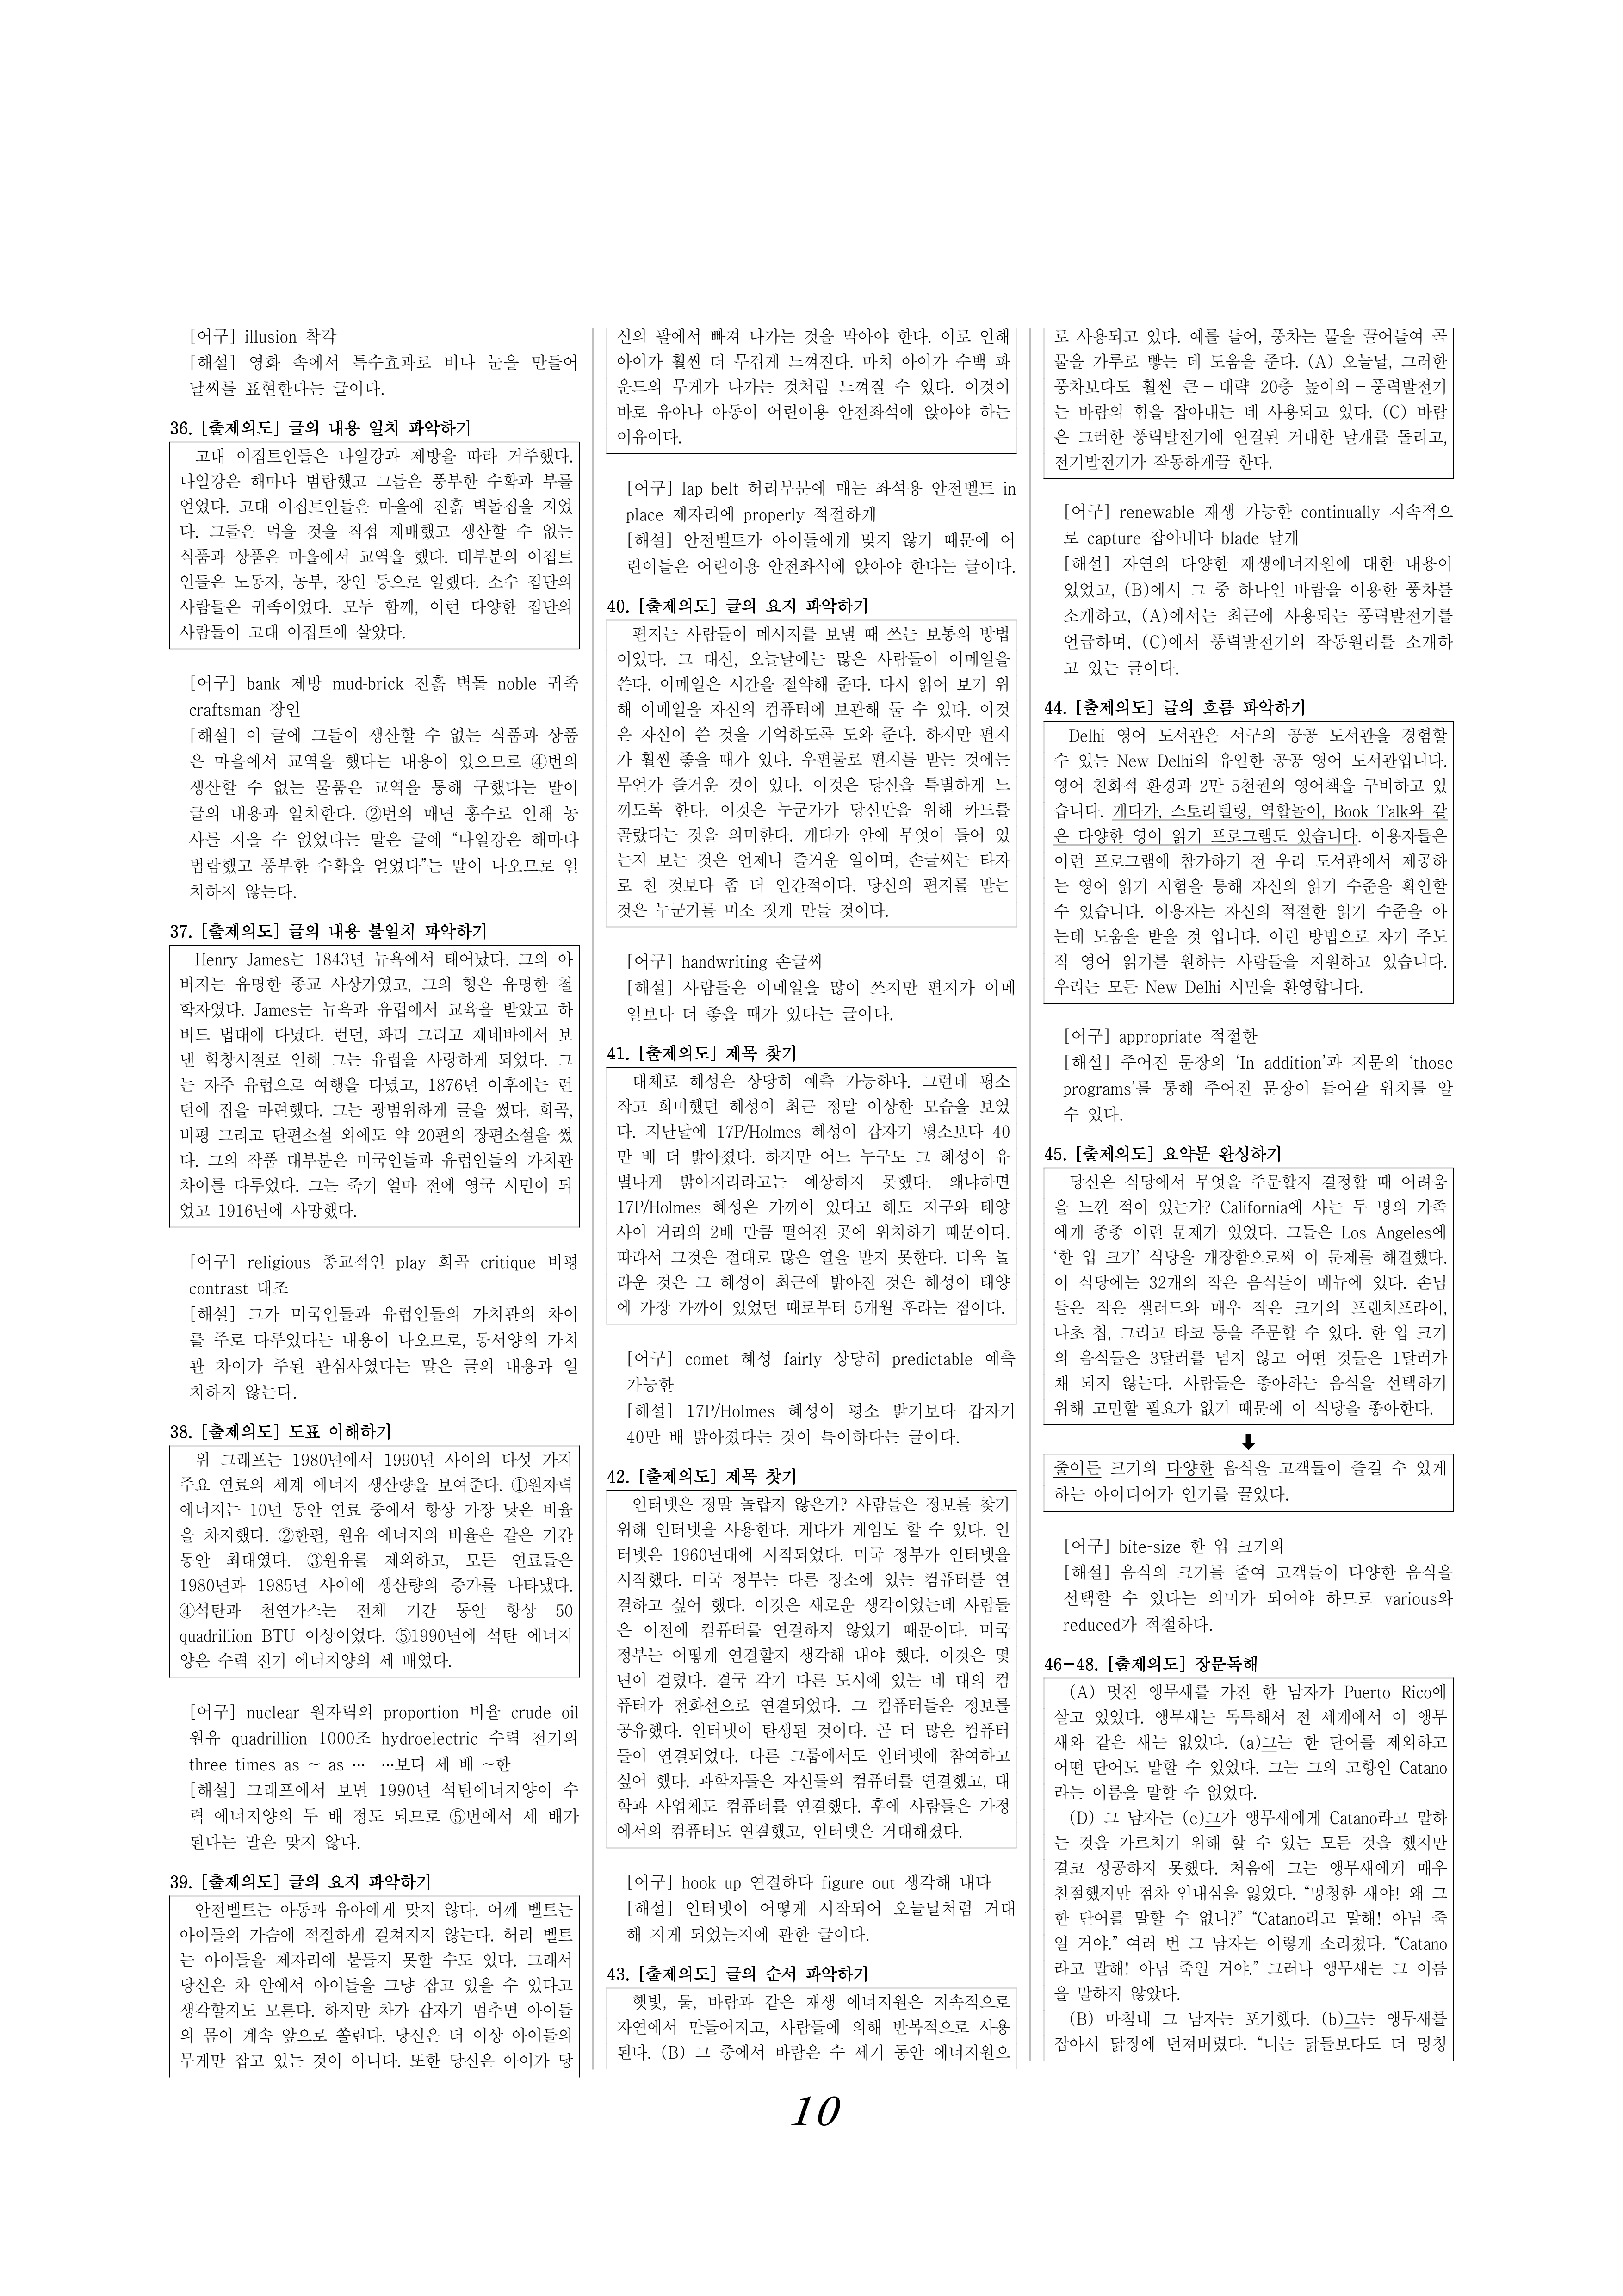 [어구] illusion 착각
[해설] 영화 속에서 특수효과로 비나 눈을 만들어
날씨를 표현한다는 글이다.
36. [출제의도] 글의 내용 일치 파악하기
고대 이집트인들은 나일강과 제방을 따라 거주했다.
나일강은 해마다 범람했고 그들은 풍부한 수확과 부를
얻었다. 고대 이집트인들은 마을에 진흙 벽돌집을 지었
다. 그들은 먹을 것을 직접 재배했고 생산할 수 없는
식품과 상품은 마을에서 교역을 했다. 대부분의 이집트
인들은 노동자, 농부, 장인 등으로 일했다. 소수 집단의
사람들은 귀족이었다. 모두 함께, 이런 다양한 집단의
사람들이 고대 이집트에 살았다.
[어구] bank 제방 mud-brick 진흙 벽돌 noble 귀족
craftsman 장인
[해설] 이 글에 그들이 생산할 수 없는 식품과 상품
은 마을에서 교역을 했다는 내용이 있으므로 ④번의
생산할 수 없는 물품은 교역을 통해 구했다는 말이
글의 내용과 일치한다. ②번의 매년 홍수로 인해 농
사를 지을 수 없었다는 말은 글에 “나일강은 해마다
범람했고 풍부한 수확을 얻었다”는 말이 나오므로 일
치하지 않는다.
37. [출제의도] 글의 내용 불일치 파악하기
Henry James는 1843년 뉴욕에서 태어났다. 그의 아
버지는 유명한 종교 사상가였고, 그의 형은 유명한 철
학자였다. James는 뉴욕과 유럽에서 교육을 받았고 하
버드 법대에 다녔다. 런던, 파리 그리고 제네바에서 보
낸 학창시절로 인해 그는 유럽을 사랑하게 되었다. 그
는 자주 유럽으로 여행을 다녔고, 1876년 이후에는 런
던에 집을 마련했다. 그는 광범위하게 글을 썼다. 희곡,
비평 그리고 단편소설 외에도 약 20편의 장편소설을 썼
다. 그의 작품 대부분은 미국인들과 유럽인들의 가치관
차이를 다루었다. 그는 죽기 얼마 전에 영국 시민이 되
었고 1916년에 사망했다.
[어구] religious 종교적인 play 희곡 critique 비평
contrast 대조
[해설] 그가 미국인들과 유럽인들의 가치관의 차이
를 주로 다루었다는 내용이 나오므로, 동서양의 가치
관 차이가 주된 관심사였다는 말은 글의 내용과 일
치하지 않는다.
38. [출제의도] 도표 이해하기
위 그래프는 1980년에서 1990년 사이의 다섯 가지
주요 연료의 세계 에너지 생산량을 보여준다. ①원자력
에너지는 10년 동안 연료 중에서 항상 가장 낮은 비율
을 차지했다. ②한편, 원유 에너지의 비율은 같은 기간
동안 최대였다. ③원유를 제외하고, 모든 연료들은
1980년과 1985년 사이에 생산량의 증가를 나타냈다.
④석탄과 천연가스는 전체 기간 동안 항상 50
quadrillion BTU 이상이었다. ⑤1990년에 석탄 에너지
양은 수력 전기 에너지양의 세 배였다.
[어구] nuclear 원자력의 proportion 비율 crude oil
원유 quadrillion 1000조 hydroelectric 수력 전기의
three times as ~ as … …보다 세 배 ~한
[해설] 그래프에서 보면 1990년 석탄에너지양이 수
력 에너지양의 두 배 정도 되므로 ⑤번에서 세 배가
된다는 말은 맞지 않다.
39. [출제의도] 글의 요지 파악하기
안전벨트는 아동과 유아에게 맞지 않다. 어깨 벨트는
아이들의 가슴에 적절하게 걸쳐지지 않는다. 허리 벨트
는 아이들을 제자리에 붙들지 못할 수도 있다. 그래서
당신은 차 안에서 아이들을 그냥 잡고 있을 수 있다고
생각할지도 모른다. 하지만 차가 갑자기 멈추면 아이들
의 몸이 계속 앞으로 쏠린다. 당신은 더 이상 아이들의
무게만 잡고 있는 것이 아니다. 또한 당신은 아이가 당
신의 팔에서 빠져 나가는 것을 막아야 한다. 이로 인해
아이가 훨씬 더 무겁게 느껴진다. 마치 아이가 수백 파
운드의 무게가 나가는 것처럼 느껴질 수 있다. 이것이
바로 유아나 아동이 어린이용 안전좌석에 앉아야 하는
이유이다.
[어구] lap belt 허리부분에 매는 좌석용 안전벨트 in
place 제자리에 properly 적절하게
[해설] 안전벨트가 아이들에게 맞지 않기 때문에 어
린이들은 어린이용 안전좌석에 앉아야 한다는 글이다.
40. [출제의도] 글의 요지 파악하기
편지는 사람들이 메시지를 보낼 때 쓰는 보통의 방법
이었다. 그 대신, 오늘날에는 많은 사람들이 이메일을
쓴다. 이메일은 시간을 절약해 준다. 다시 읽어 보기 위
해 이메일을 자신의 컴퓨터에 보관해 둘 수 있다. 이것
은 자신이 쓴 것을 기억하도록 도와 준다. 하지만 편지
가 훨씬 좋을 때가 있다. 우편물로 편지를 받는 것에는
무언가 즐거운 것이 있다. 이것은 당신을 특별하게 느
끼도록 한다. 이것은 누군가가 당신만을 위해 카드를
골랐다는 것을 의미한다. 게다가 안에 무엇이 들어 있
는지 보는 것은 언제나 즐거운 일이며, 손글씨는 타자
로 친 것보다 좀 더 인간적이다. 당신의 편지를 받는
것은 누군가를 미소 짓게 만들 것이다.
[어구] handwriting 손글씨
[해설] 사람들은 이메일을 많이 쓰지만 편지가 이메
일보다 더 좋을 때가 있다는 글이다.
41. [출제의도] 제목 찾기
대체로 혜성은 상당히 예측 가능하다. 그런데 평소
작고 희미했던 혜성이 최근 정말 이상한 모습을 보였
다. 지난달에 17P/Holmes 혜성이 갑자기 평소보다 40
만 배 더 밝아졌다. 하지만 어느 누구도 그 혜성이 유
별나게 밝아지리라고는 예상하지 못했다. 왜냐하면
17P/Holmes 혜성은 가까이 있다고 해도 지구와 태양
사이 거리의 2배 만큼 떨어진 곳에 위치하기 때문이다.
따라서 그것은 절대로 많은 열을 받지 못한다. 더욱 놀
라운 것은 그 혜성이 최근에 밝아진 것은 혜성이 태양
에 가장 가까이 있었던 때로부터 5개월 후라는 점이다.
[어구] comet 혜성 fairly 상당히 predictable 예측
가능한
[해설] 17P/Holmes 혜성이 평소 밝기보다 갑자기
40만 배 밝아졌다는 것이 특이하다는 글이다.
42. [출제의도] 제목 찾기
인터넷은 정말 놀랍지 않은가? 사람들은 정보를 찾기
위해 인터넷을 사용한다. 게다가 게임도 할 수 있다. 인
터넷은 1960년대에 시작되었다. 미국 정부가 인터넷을
시작했다. 미국 정부는 다른 장소에 있는 컴퓨터를 연
결하고 싶어 했다. 이것은 새로운 생각이었는데 사람들
은 이전에 컴퓨터를 연결하지 않았기 때문이다. 미국
정부는 어떻게 연결할지 생각해 내야 했다. 이것은 몇
년이 걸렸다. 결국 각기 다른 도시에 있는 네 대의 컴
퓨터가 전화선으로 연결되었다. 그 컴퓨터들은 정보를
공유했다. 인터넷이 탄생된 것이다. 곧 더 많은 컴퓨터
들이 연결되었다. 다른 그룹에서도 인터넷에 참여하고
싶어 했다. 과학자들은 자신들의 컴퓨터를 연결했고, 대
학과 사업체도 컴퓨터를 연결했다. 후에 사람들은 가정
에서의 컴퓨터도 연결했고, 인터넷은 거대해졌다.
[어구] hook up 연결하다 figure out 생각해 내다
[해설] 인터넷이 어떻게 시작되어 오늘날처럼 거대
해 지게 되었는지에 관한 글이다.
43. [출제의도] 글의 순서 파악하기
햇빛, 물, 바람과 같은 재생 에너지원은 지속적으로
자연에서 만들어지고, 사람들에 의해 반복적으로 사용
된다. (B) 그 중에서 바람은 수 세기 동안 에너지원으
로 사용되고 있다. 예를 들어, 풍차는 물을 끌어들여 곡
물을 가루로 빻는 데 도움을 준다. (A) 오늘날, 그러한
풍차보다도 훨씬 큰－대략 20층 높이의－풍력발전기
는 바람의 힘을 잡아내는 데 사용되고 있다. (C) 바람
은 그러한 풍력발전기에 연결된 거대한 날개를 돌리고,
전기발전기가 작동하게끔 한다.
[어구] renewable 재생 가능한 continually 지속적으
로 capture 잡아내다 blade 날개
[해설] 자연의 다양한 재생에너지원에 대한 내용이
있었고, (B)에서 그 중 하나인 바람을 이용한 풍차를
소개하고, (A)에서는 최근에 사용되는 풍력발전기를
언급하며, (C)에서 풍력발전기의 작동원리를 소개하
고 있는 글이다.
44. [출제의도] 글의 흐름 파악하기
Delhi 영어 도서관은 서구의 공공 도서관을 경험할
수 있는 New Delhi의 유일한 공공 영어 도서관입니다.
영어 친화적 환경과 2만 5천권의 영어책을 구비하고 있
습니다. 게다가, 스토리텔링, 역할놀이, Book Talk와 같
은 다양한 영어 읽기 프로그램도 있습니다. 이용자들은
이런 프로그램에 참가하기 전 우리 도서관에서 제공하
는 영어 읽기 시험을 통해 자신의 읽기 수준을 확인할
수 있습니다. 이용자는 자신의 적절한 읽기 수준을 아
는데 도움을 받을 것 입니다. 이런 방법으로 자기 주도
적 영어 읽기를 원하는 사람들을 지원하고 있습니다.
우리는 모든 New Delhi 시민을 환영합니다.
[어구] appropriate 적절한
[해설] 주어진 문장의 ‘In addition’과 지문의 ‘those
programs’를 통해 주어진 문장이 들어갈 위치를 알
수 있다.
45. [출제의도] 요약문 완성하기
당신은 식당에서 무엇을 주문할지 결정할 때 어려움
을 느낀 적이 있는가? California에 사는 두 명의 가족
에게 종종 이런 문제가 있었다. 그들은 Los Angeles에
‘한 입 크기’ 식당을 개장함으로써 이 문제를 해결했다.
이 식당에는 32개의 작은 음식들이 메뉴에 있다. 손님
들은 작은 샐러드와 매우 작은 크기의 프렌치프라이,
나초 칩, 그리고 타코 등을 주문할 수 있다. 한 입 크기
의 음식들은 3달러를 넘지 않고 어떤 것들은 1달러가
채 되지 않는다. 사람들은 좋아하는 음식을 선택하기
위해 고민할 필요가 없기 때문에 이 식당을 좋아한다.
줄어든 크기의 다양한 음식을 고객들이 즐길 수 있게
하는 아이디어가 인기를 끌었다.
[어구] bite-size 한 입 크기의
[해설] 음식의 크기를 줄여 고객들이 다양한 음식을
선택할 수 있다는 의미가 되어야 하므로 various와
reduced가 적절하다.
46－48. [출제의도] 장문독해
(A) 멋진 앵무새를 가진 한 남자가 Puerto Rico에
살고 있었다. 앵무새는 독특해서 전 세계에서 이 앵무
새와 같은 새는 없었다. (a)그는 한 단어를 제외하고
어떤 단어도 말할 수 있었다. 그는 그의 고향인 Catano
라는 이름을 말할 수 없었다.
(D) 그 남자는 (e)그가 앵무새에게 Catano라고 말하
는 것을 가르치기 위해 할 수 있는 모든 것을 했지만
결코 성공하지 못했다. 처음에 그는 앵무새에게 매우
친절했지만 점차 인내심을 잃었다. “멍청한 새야! 왜 그
한 단어를 말할 수 없니?” “Catano라고 말해! 아님 죽
일 거야.” 여러 번 그 남자는 이렇게 소리쳤다. “Catano
라고 말해! 아님 죽일 거야.” 그러나 앵무새는 그 이름
을 말하지 않았다.
(B) 마침내 그 남자는 포기했다. (b)그는 앵무새를
잡아서 닭장에 던져버렸다. “너는 닭들보다도 더 멍청
10